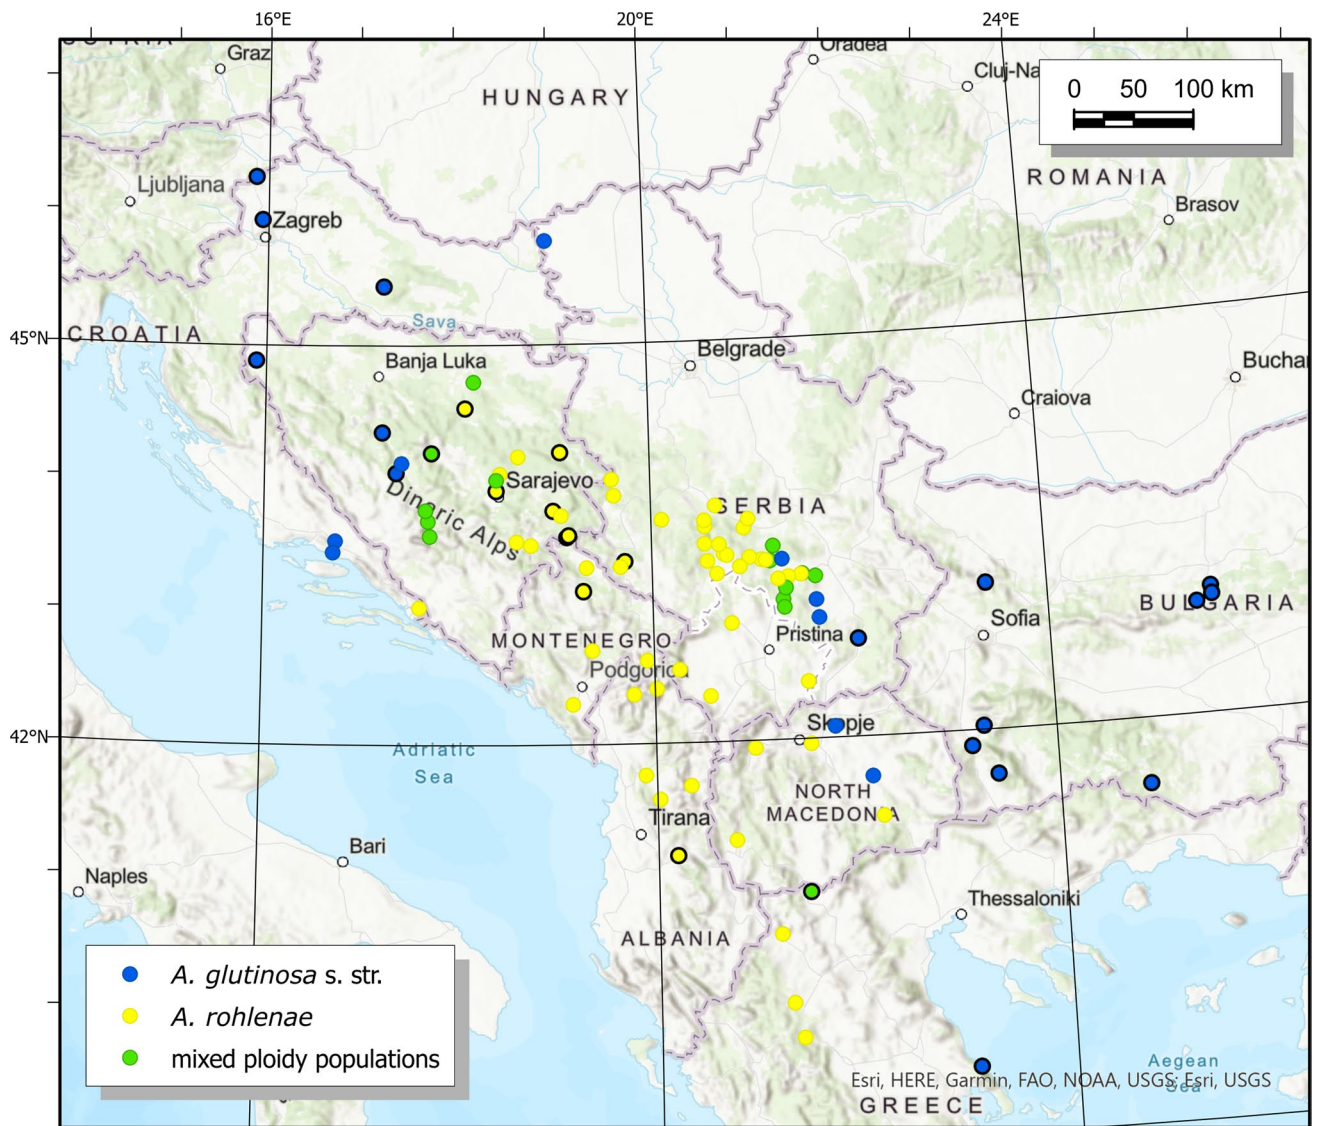 16°E 20°E 24°E
Graz
Oradea
Cluj-Na
HUNGARY
0 50 100 km
Ljubljana
ROMANIA
Brasov
Zagreb
Sava
45°N
CROATIA
Banja Luka
Belgrade
Buchar
Craiova
Sarajevo
Dinaric Alps
SERBIA
BULGARIA
Sofia
MONTENEGRO
Pristina
Podgorica
42°N
Skopje
Adriatic
Sea
NORTH
MACEDONIA
Tirana
Bari
Naples
Thessaloniki
ALBANIA
A. glutinosa s. str.
A. rohlenae
mixed ploidy populations
Aegean
Sea
Esri, HERE, Garmin, FAO, NOAA, USGS; Esri, USGS
GREECE